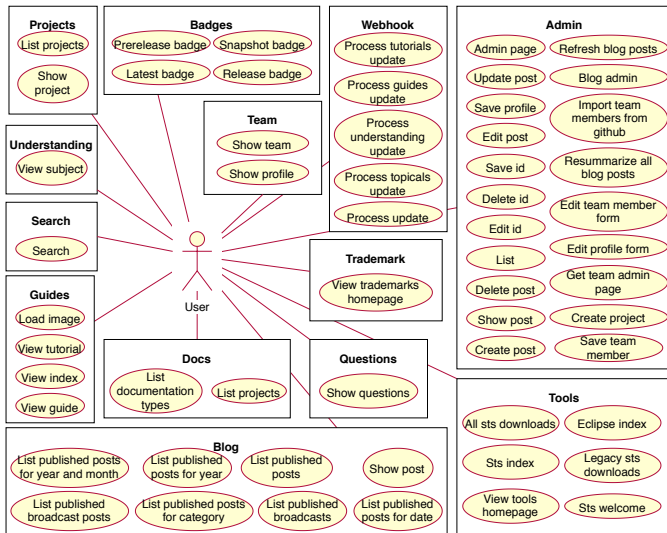 Projects
List projects
Show
project
Badges
Prerelease badge
Snapshot badge
Latest badge
Release badge
Webhook
Process tutorials
update
Process guides
update
Process
understanding
update
Process topicals
update
Process update
Admin
Admin page
Update post
Save profile
Edit post
Save id
Delete id
Edit id
List
Delete post
Show post
Create post
Refresh blog posts
Blog admin
Import team
members from
github
Resummarize all
blog posts
Edit team member
form
Edit profile form
Get team admin
page
Create project
Save team
member
Understanding
View subject
Team
Show team
Show profile
Search
Search
User
Trademark
View trademarks
homepage
Guides
Load image
View tutorial
View index
View guide
Docs
List
documentation
types
List projects
Questions
Show questions
Blog
List published posts
for year and month
List published
posts for year
List published
posts
Show post
List published
broadcast posts
List published posts
for category
List published
broadcasts
List published
posts for date
Tools
All sts downloads
Eclipse index
Sts index
Legacy sts
downloads
View tools
homepage
Sts welcome